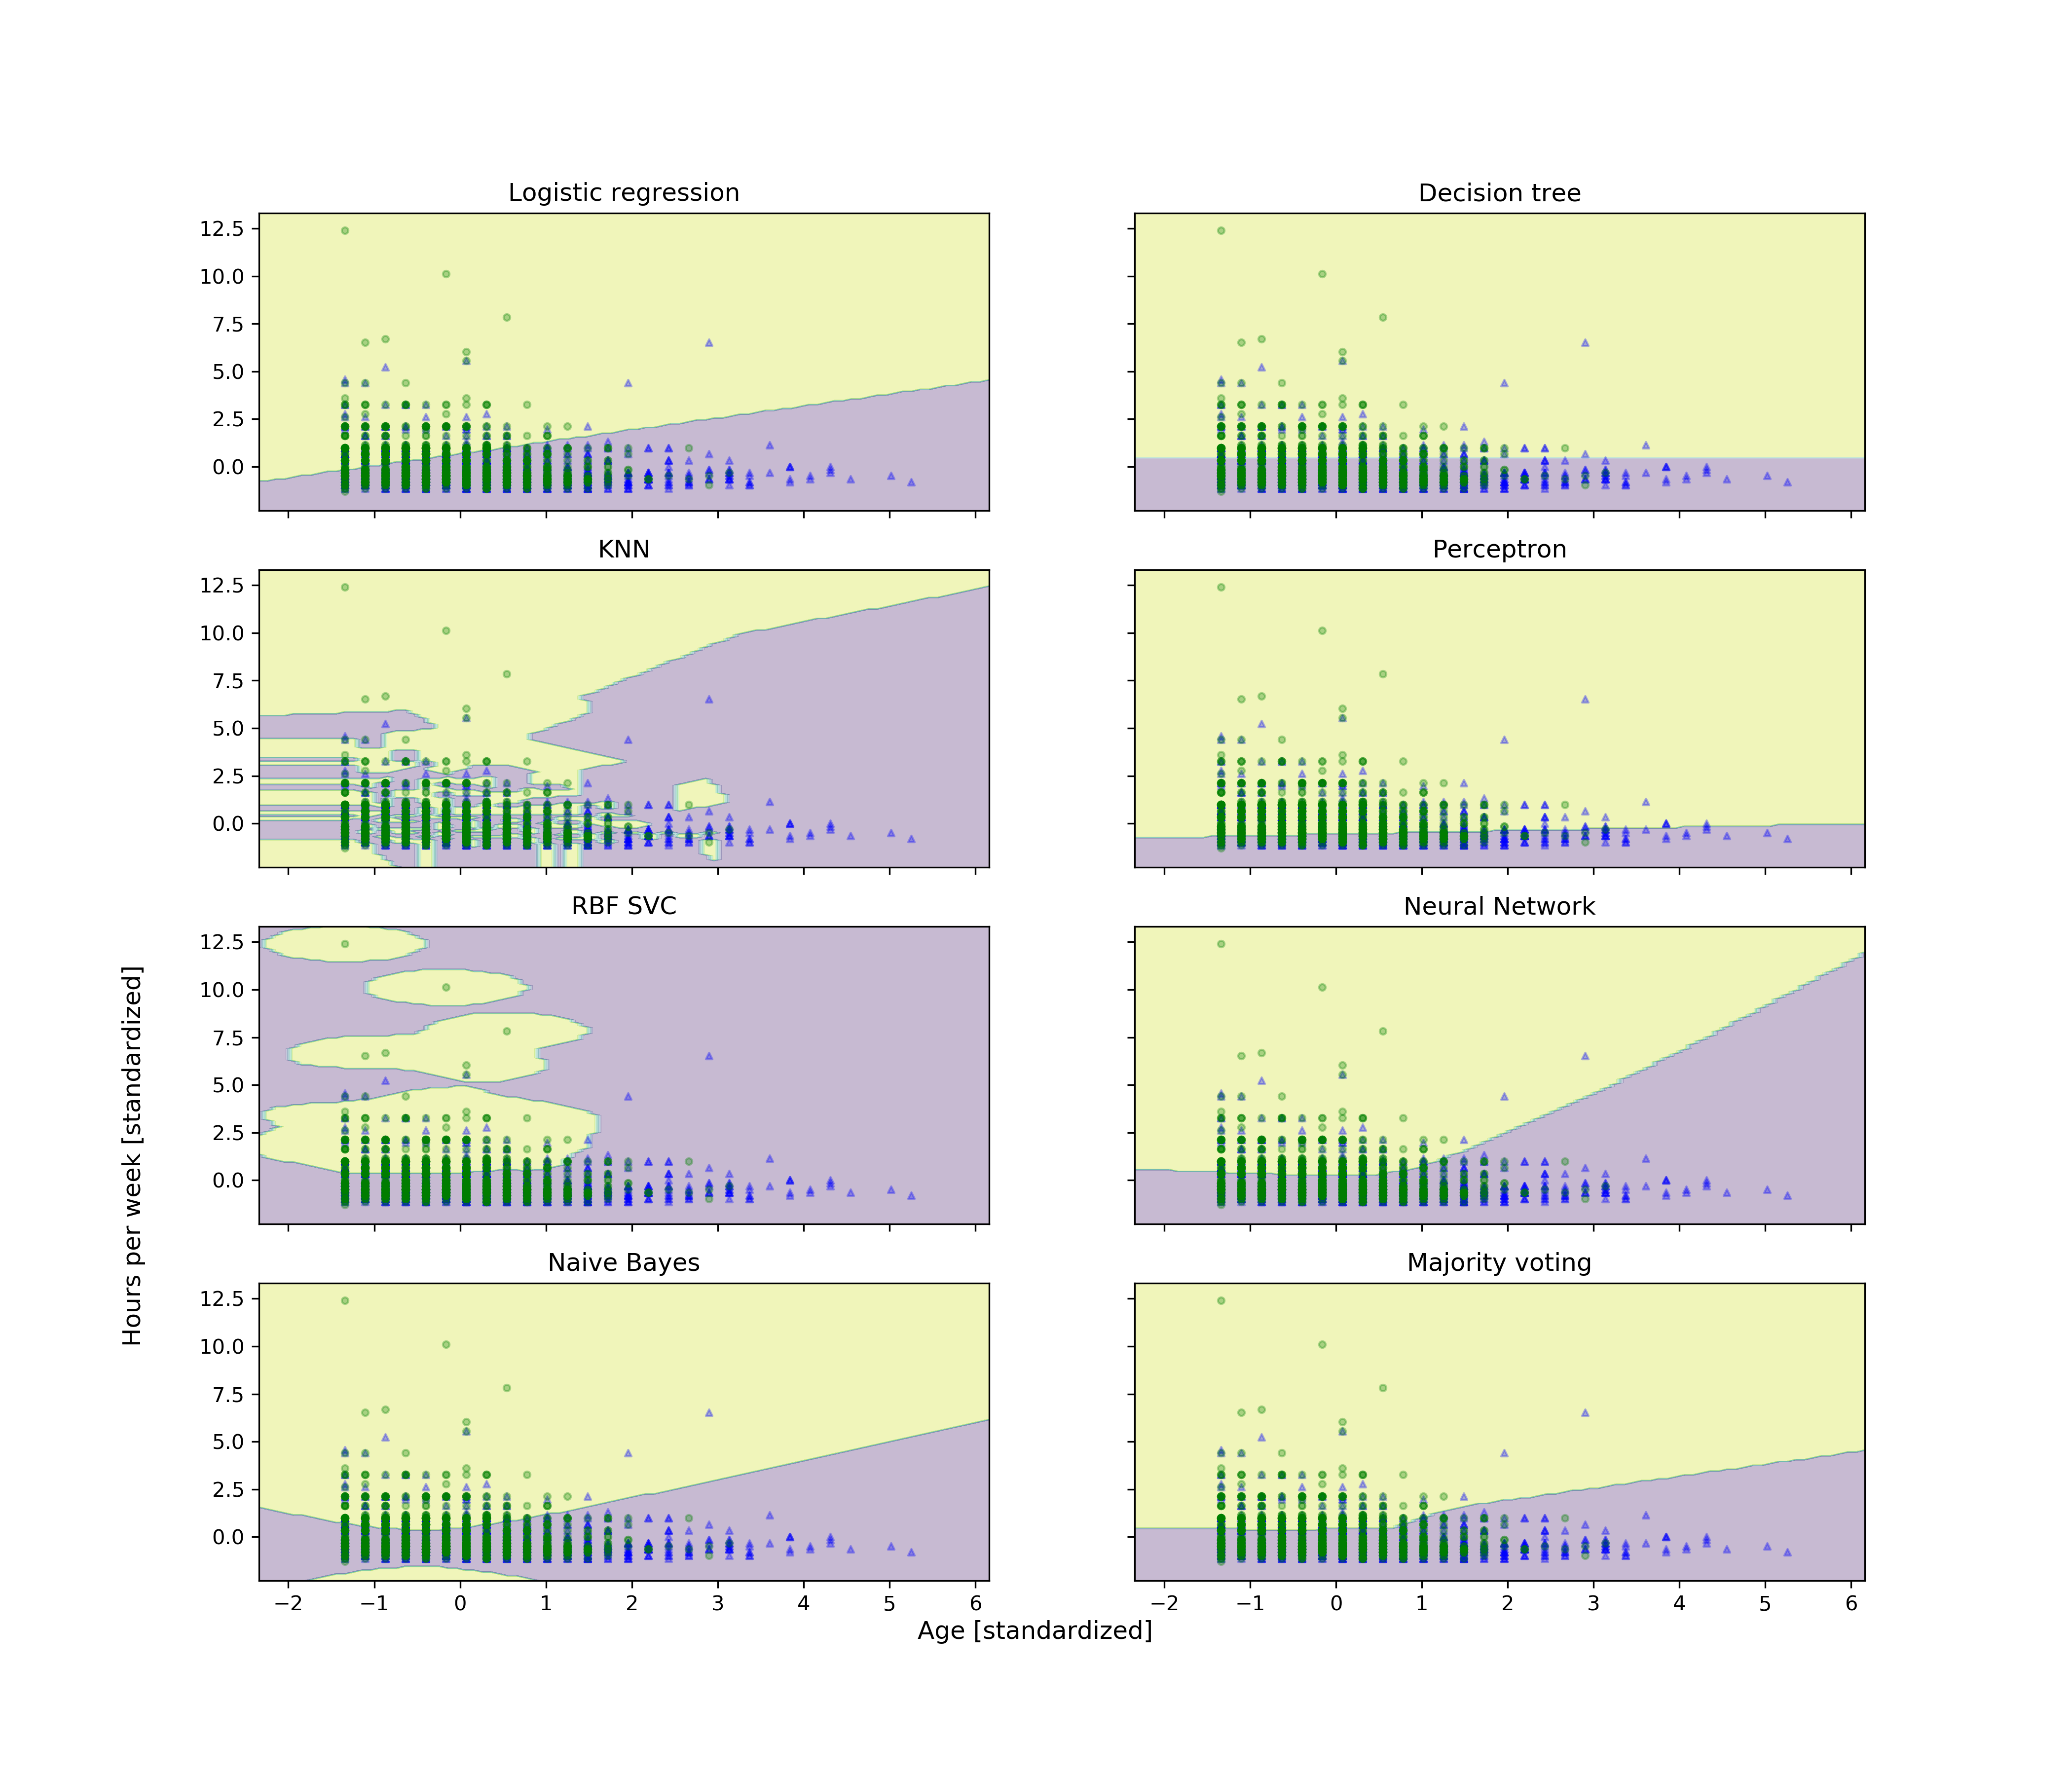 Logistic regression
Decision tree
12.5
10.0
7.5
5.0
2.5
0.0
KNN
Perceptron
12.5
10.0
7.5
5.0
2.5
0.0
RBF SVC
Neural Network
12.5
10.0
7.5
5.0
2.5
0.0
Hours per week [standardized]
Naive Bayes
Majority voting
12.5
10.0
7.5
5.0
2.5
0.0
−2 −1 0 1 2 3 4 5 6
−2 −1 0 1 2 3 4 5 6
Age [standardized]